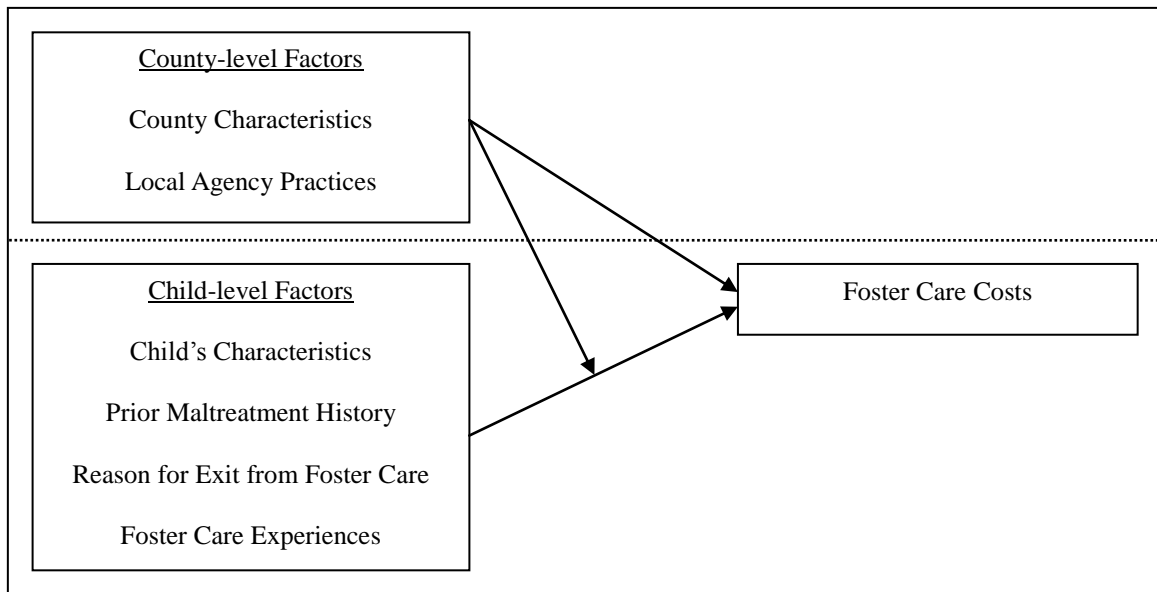 County-level Factors
County Characteristics
Local Agency Practices
Child-level Factors
Child’s Characteristics
Prior Maltreatment History
Reason for Exit from Foster Care
Foster Care Experiences
Foster Care Costs